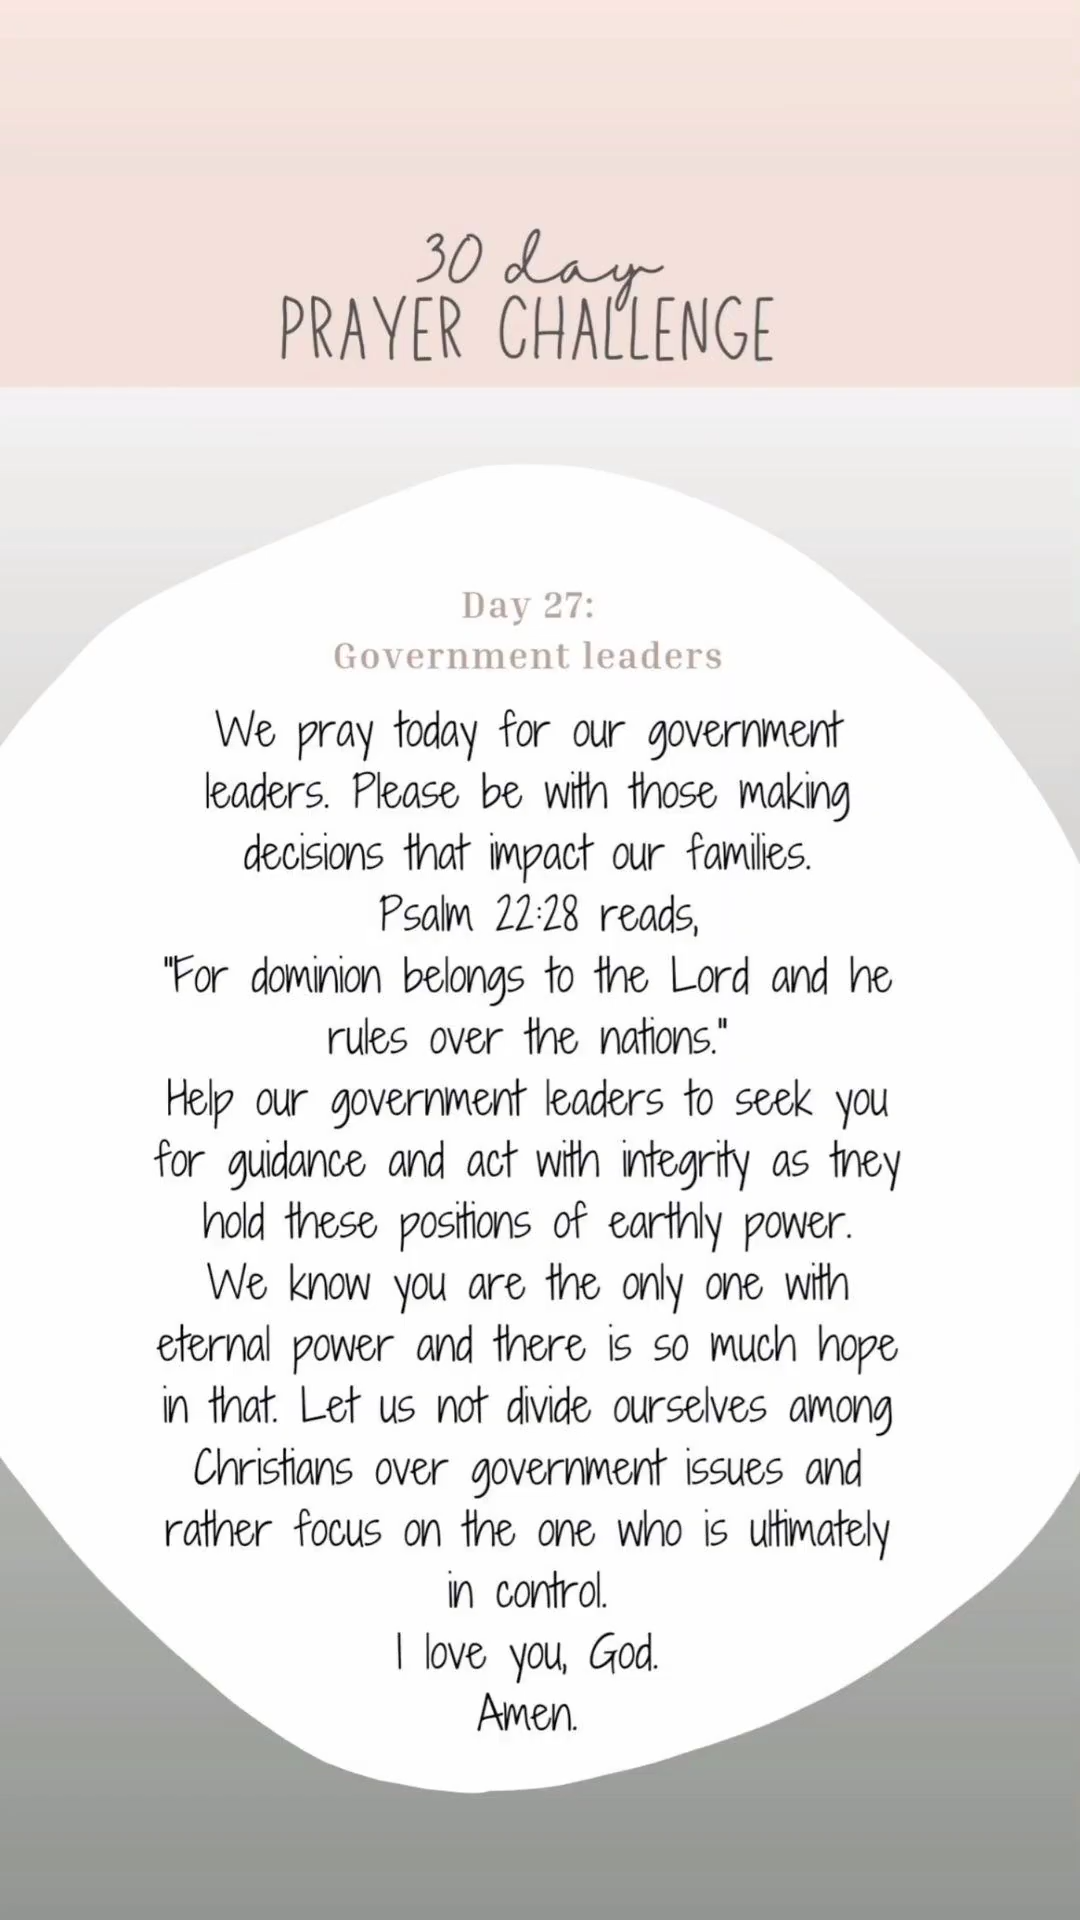 30 day
PRAYER CHALLENGE
Day 27:
Government leaders
We pray today for our government
leaders. Please be with those making
decisions that impact our families.
Psalm 22:28 reads,
"For dominion belongs to the Lord and he
rules over the nations."
Help our government leaders to seek you
for guidance and act with integrity as they
hold these positions of earthly power.
We know you are the only one with
eternal power and there is so much hope
in that. Let us not divide ourselves among
Christians over government issues and
rather focus on the one who is ultimately
in control.
I love you, God.
Amen.